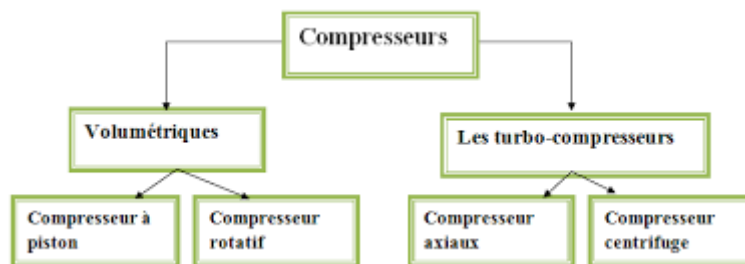 Compresseurs
Volumétriques
Les turbo-compresseurs
Compresseur à
piston
Compresseur
rotatif
Compresseur
axiaux
Compresseur
centrifuge